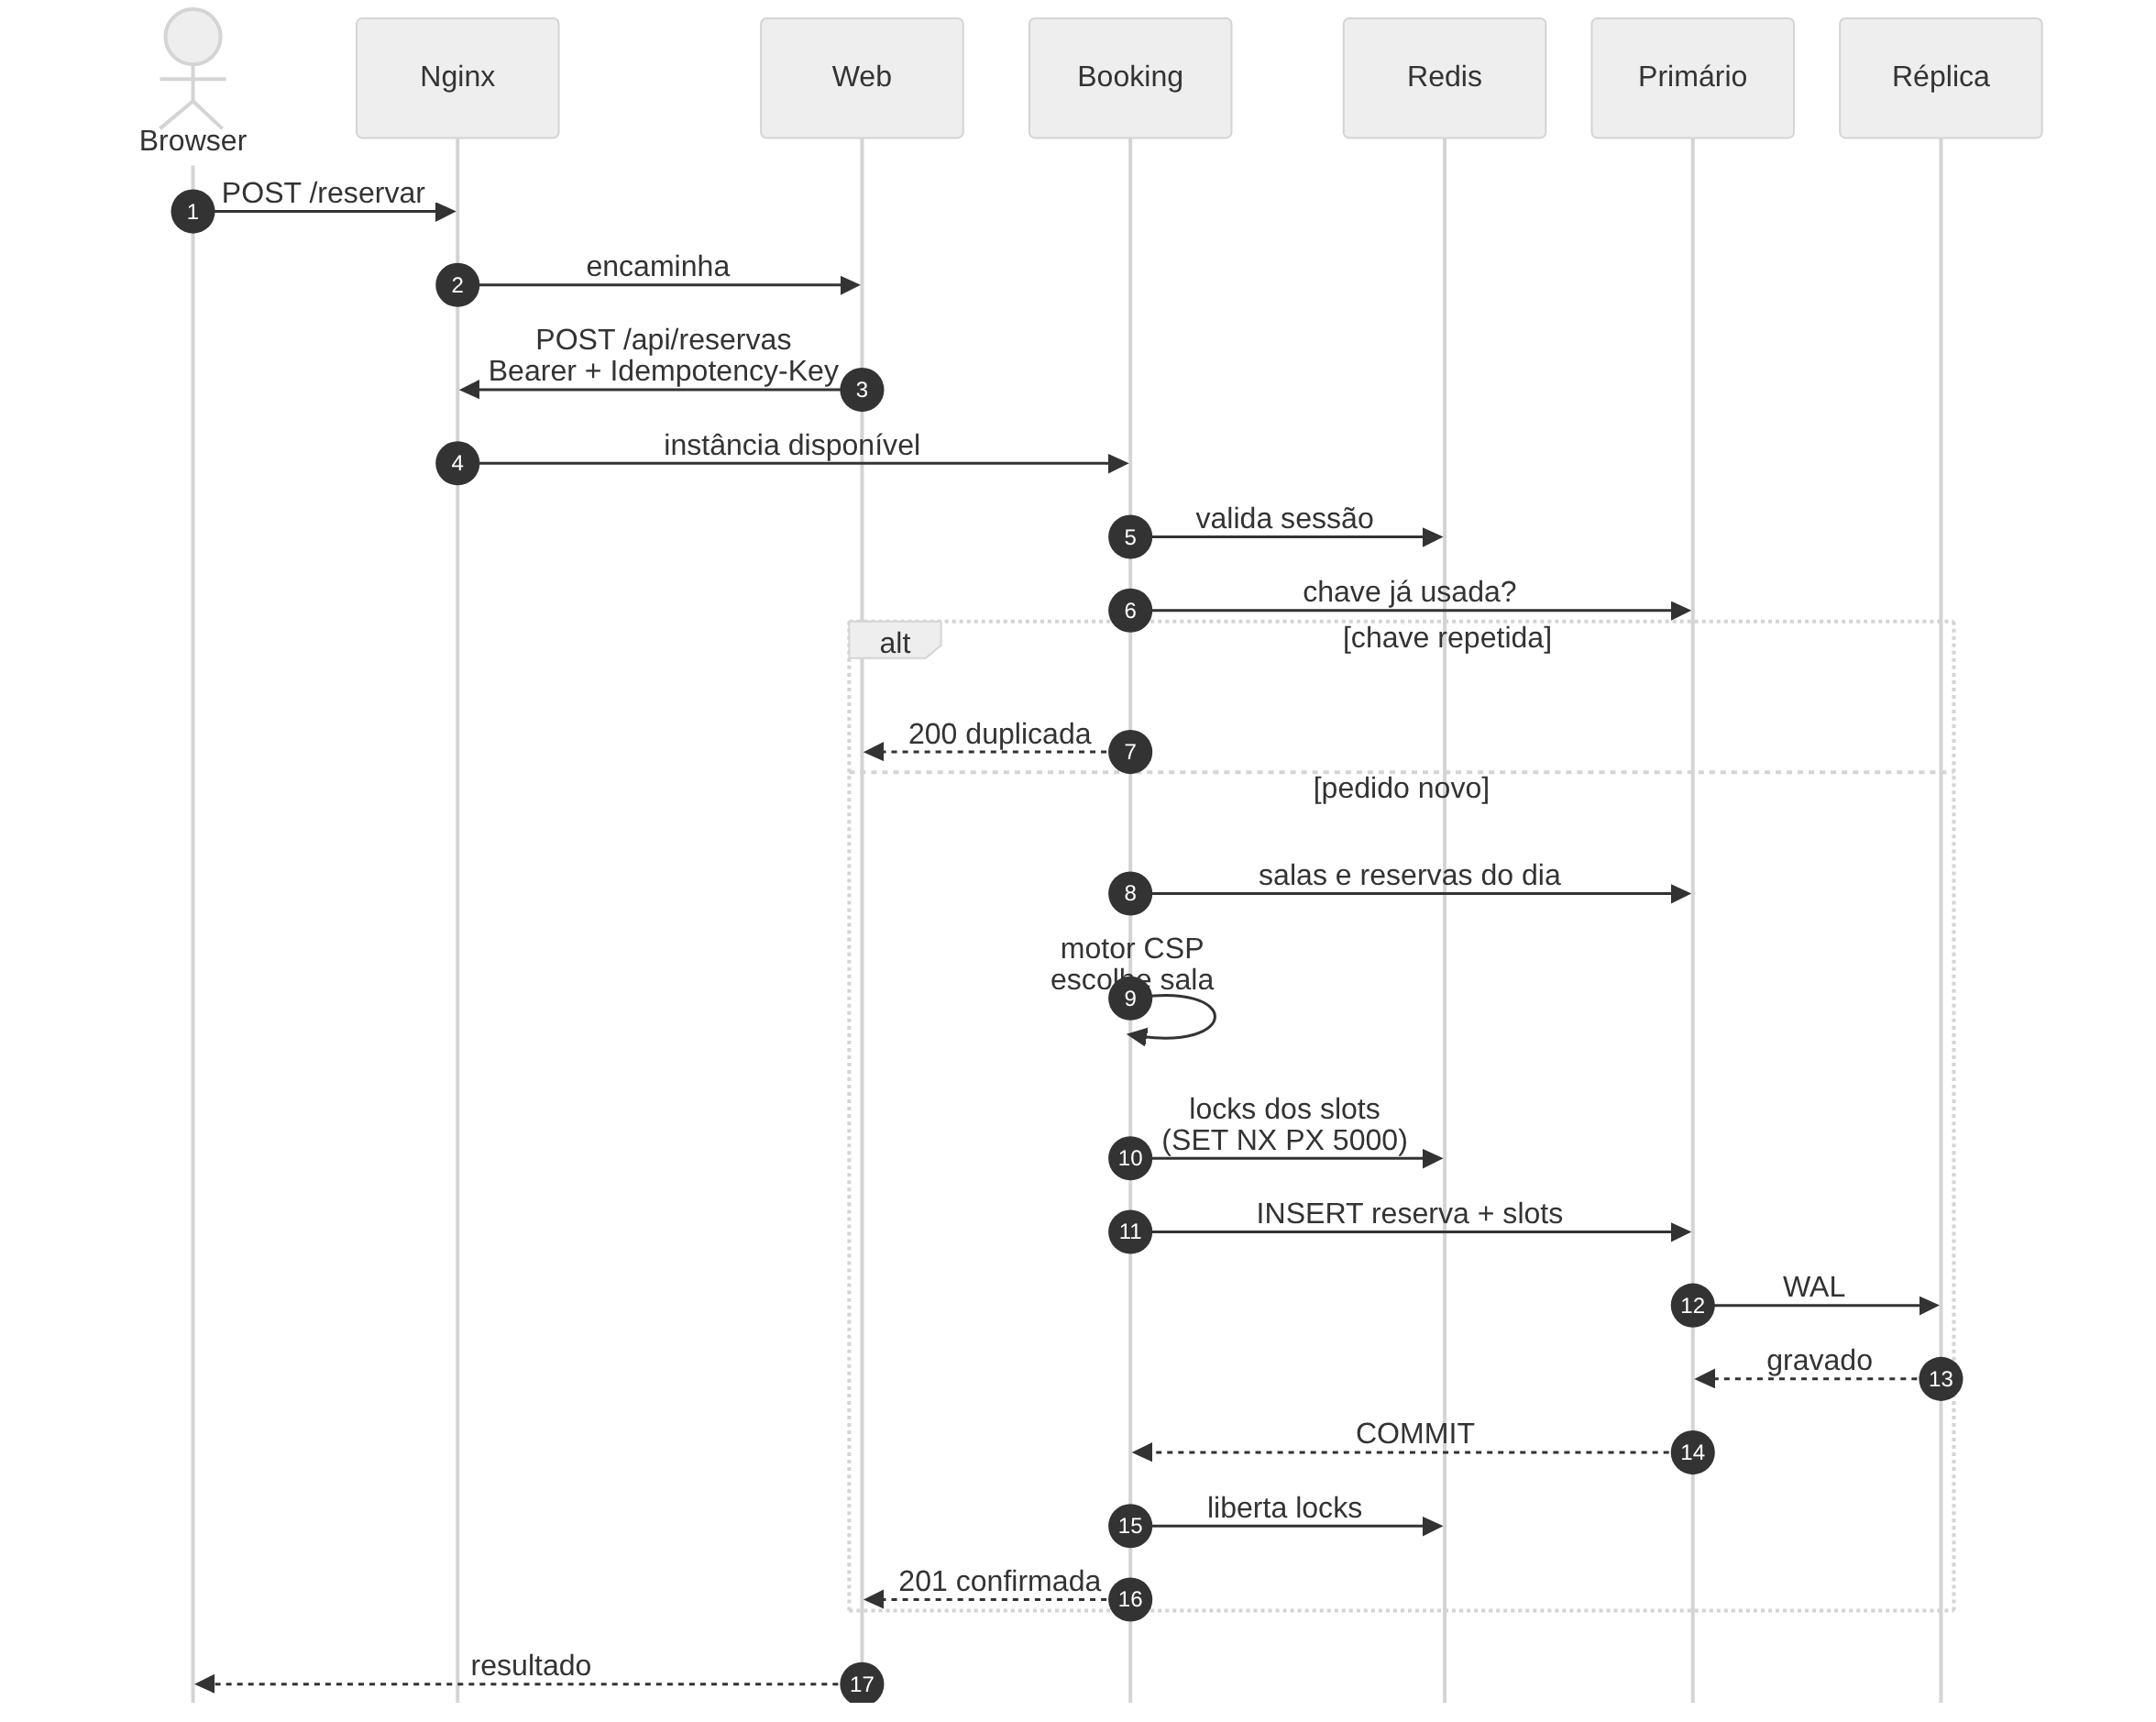 Browser
Nginx
Web
Booking
Redis
Primário
Réplica
1
POST /reservar
2
encaminha
POST /api/reservas
Bearer + Idempotency-Key
3
4
instância disponível
5
valida sessão
6
chave já usada?
alt
[chave repetida]
200 duplicada
7
[pedido novo]
8
salas e reservas do dia
motor CSP
escolhe sala
9
locks dos slots
(SET NX PX 5000)
10
11
INSERT reserva + slots
12
WAL
gravado
13
COMMIT
14
15
liberta locks
201 confirmada
16
resultado
17